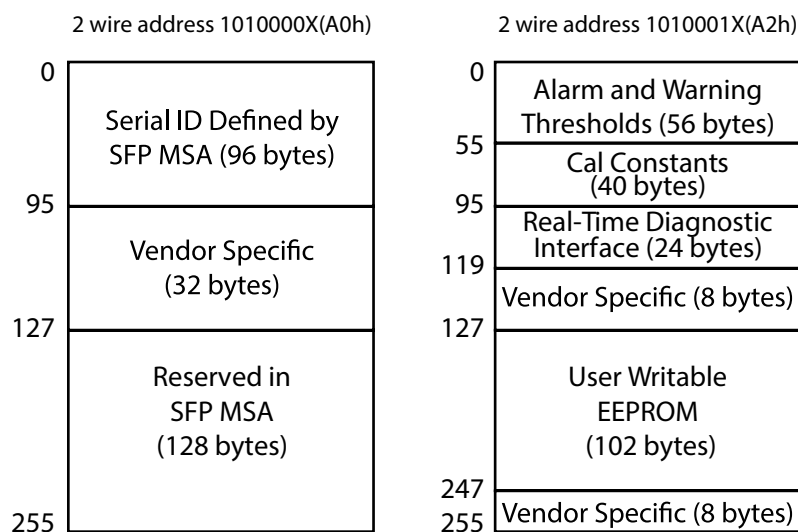 2 wire address 1010000X(A0h)
0
Serial ID Defined by
SFP MSA (96 bytes)
95
Vendor Specific
(32 bytes)
127
Reserved in
SFP MSA
(128 bytes)
255
2 wire address 1010001X(A2h)
0
Alarm and Warning
Thresholds (56 bytes)
55
Cal Constants
(40 bytes)
95
Real-Time Diagnostic
Interface (24 bytes)
119
Vendor Specific (8 bytes)
127
User Writable
EEPROM
(102 bytes)
247
Vendor Specific (8 bytes)
255